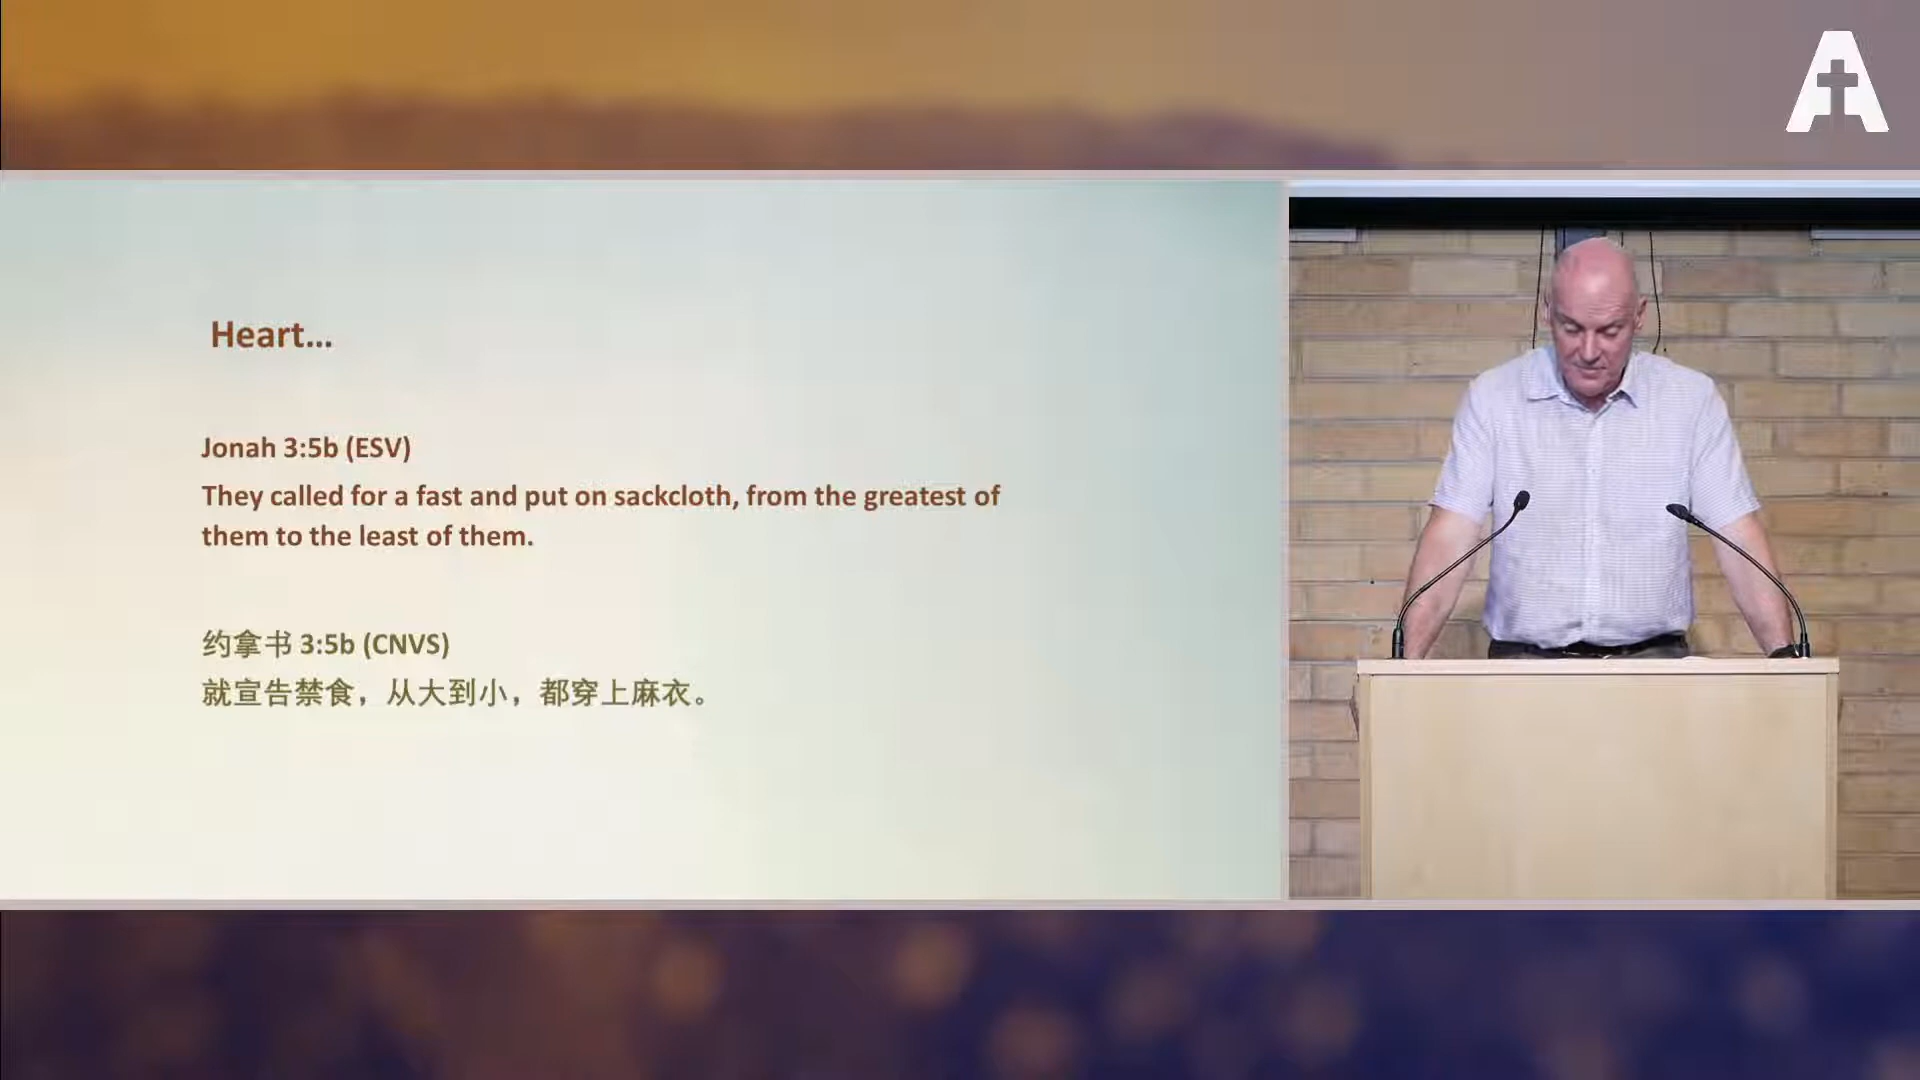 A
Heart...
Jonah 3:5b (ESV)
They called for a fast and put on sackcloth, from the greatest of
them to the least of them.
约拿书 3:5b (CNVS)
就宣告禁食，从大到小，都穿上麻衣。